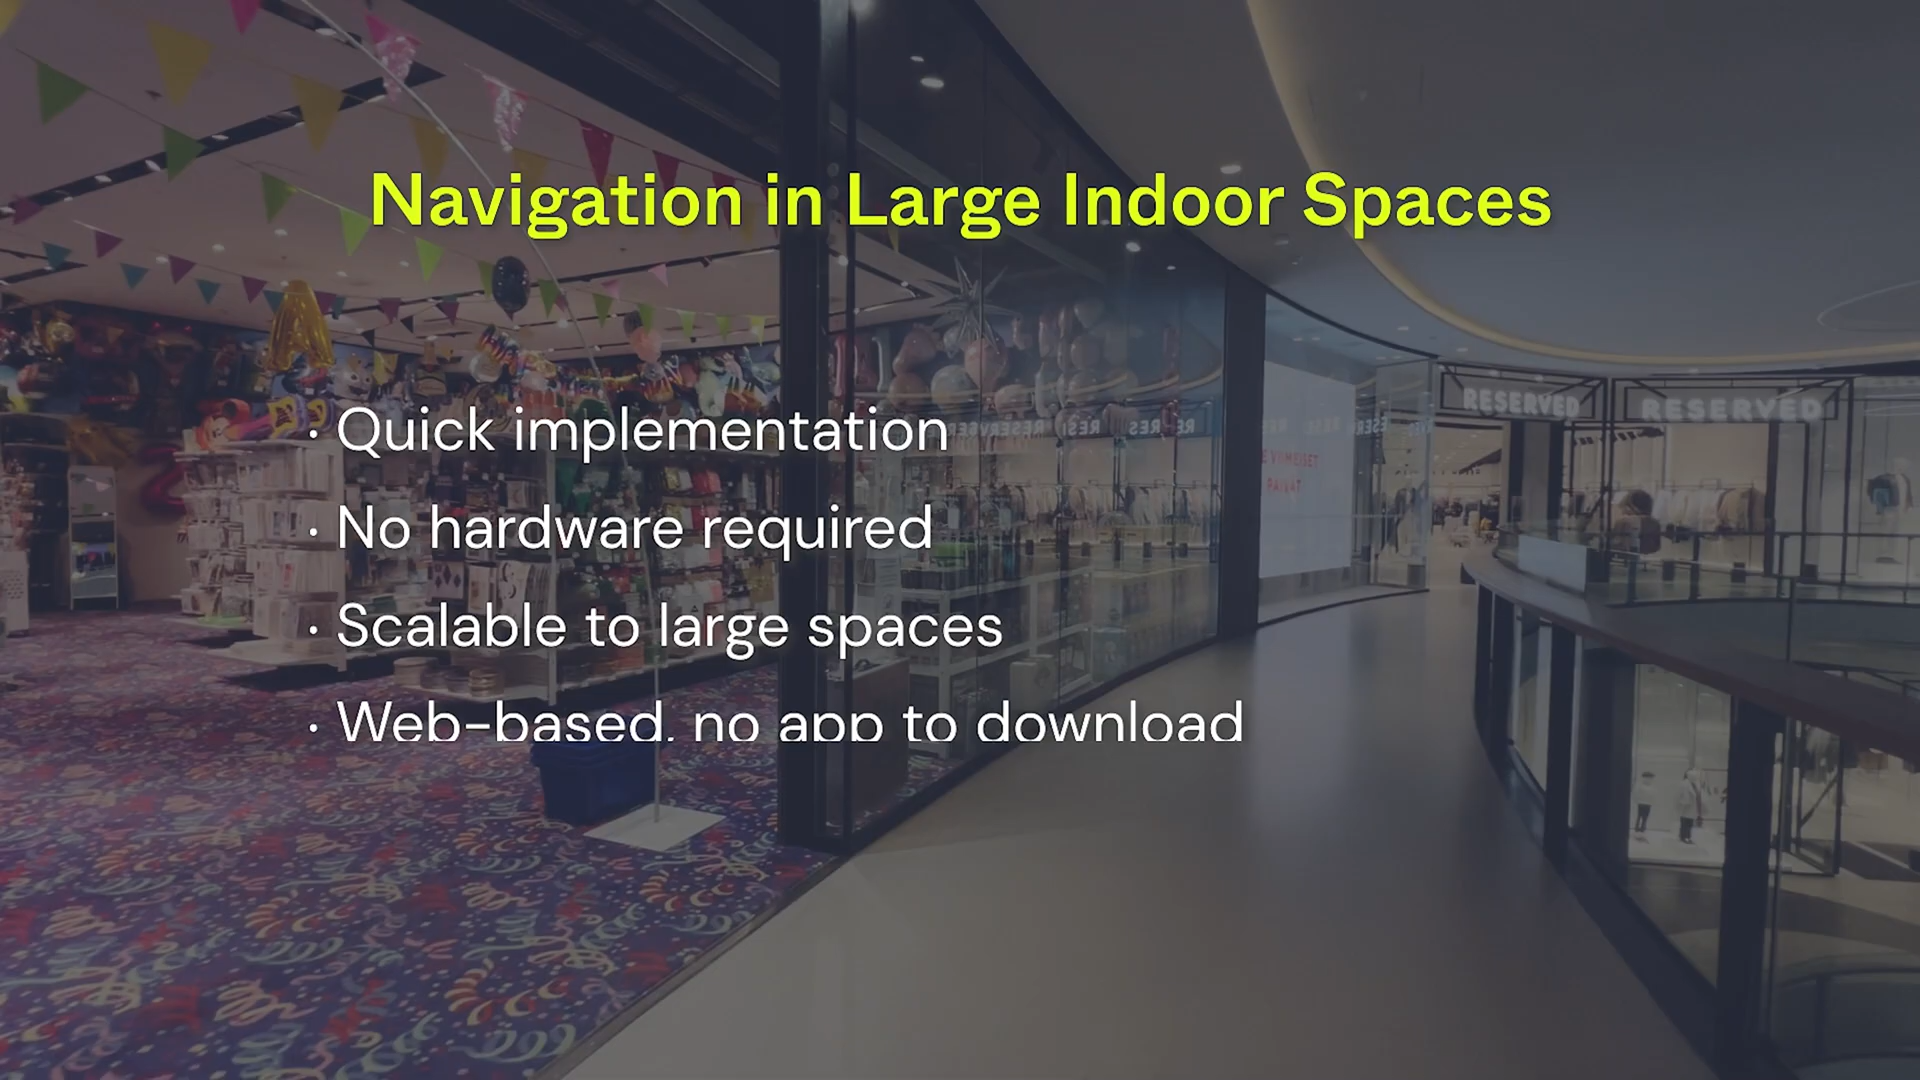 Navigation in Large Indoor Spaces
· Quick implementation
· No hardware required
· Scalable to large spaces
· Web-based, no app to download
RESERVED
RESERVED